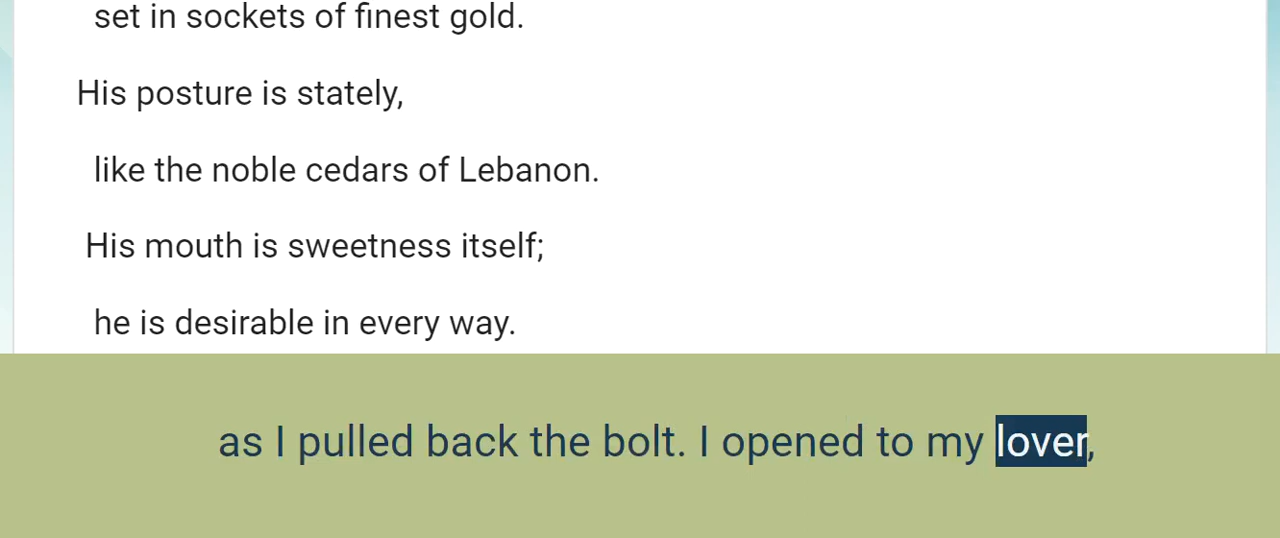 set in sockets of finest gold.
His posture is stately,
like the noble cedars of Lebanon.
His mouth is sweetness itself;
he is desirable in every way.
as I pulled back the bolt. I opened to my lover,